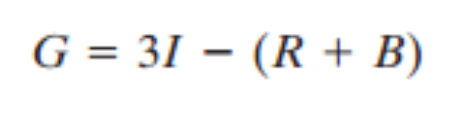 G = 3I − (R + B)